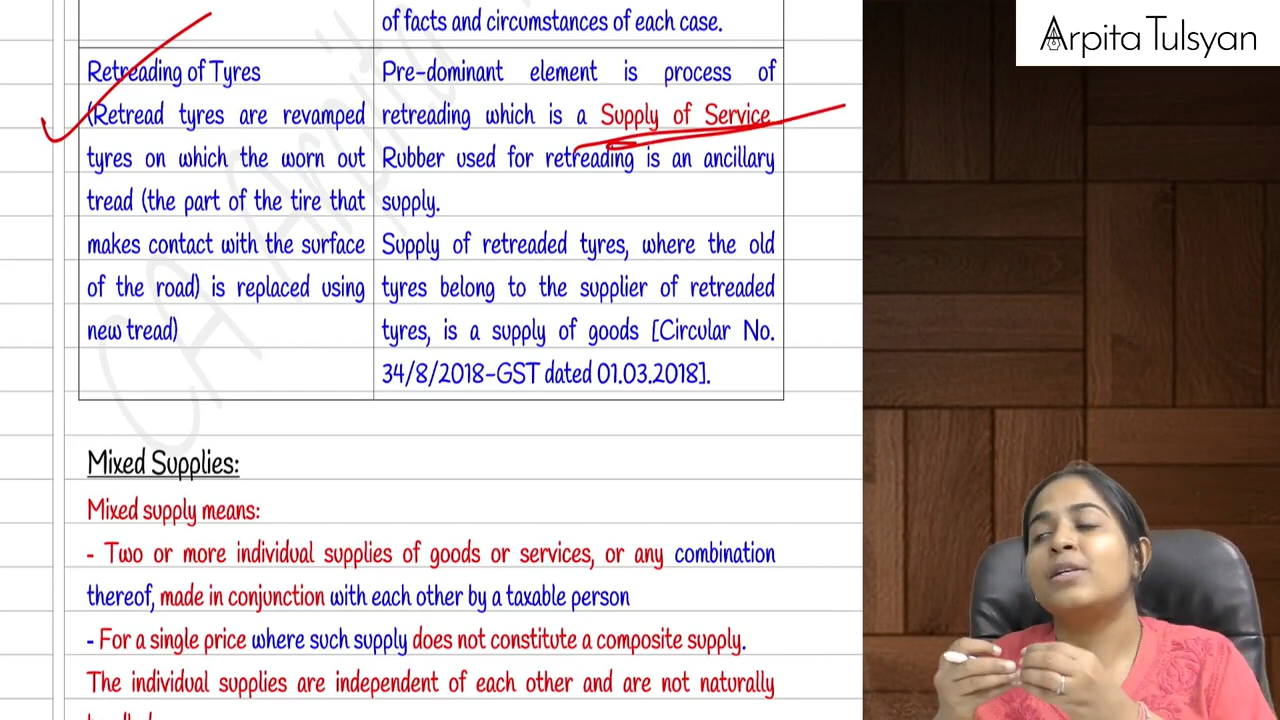 Arpita Tulsyan
of facts and circumstances of each case.
Retreading of Tyres
(Retread tyres are revamped
tyres on which the worn out
tread (the part of the tire that
makes contact with the surface
of the road) is replaced using
new tread)
Pre-dominant element is process of
retreading which is a Supply of Service.
Rubber used for retreading is an ancillary
supply.
Supply of retreaded tyres, where the old
tyres belong to the supplier of retreaded
tyres, is a supply of goods [Circular No.
34/8/2018-GST dated 01.03.2018].
CA Arpita
Mixed Supplies:
Mixed supply means:
- Two or more individual supplies of goods or services, or any combination
thereof, made in conjunction with each other by a taxable person
- For a single price where such supply does not constitute a composite supply.
The individual supplies are independent of each other and are not naturally